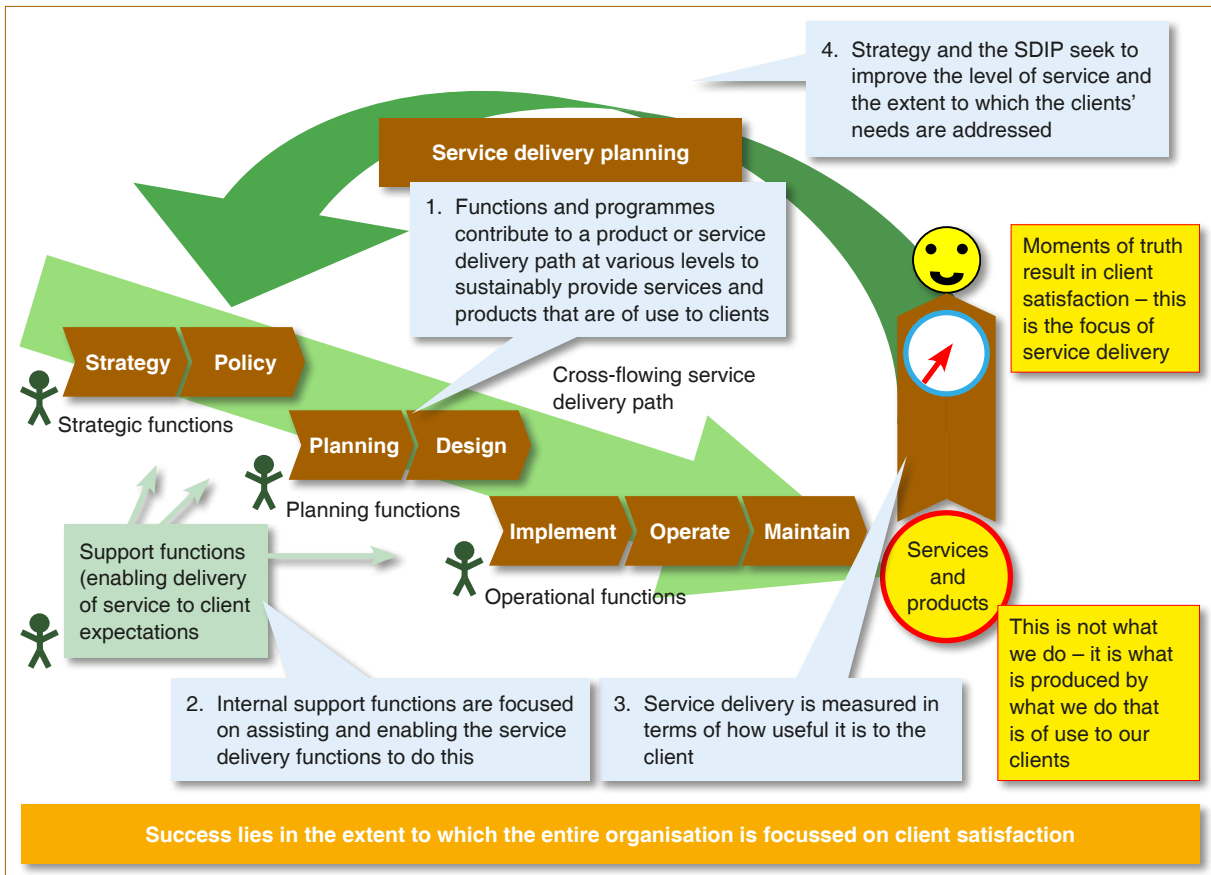 4. Strategy and the SDIP seek to
improve the level of service and
the extent to which the clients’
needs are addressed
Service delivery planning
1. Functions and programmes
contribute to a product or service
delivery path at various levels to
sustainably provide services and
products that are of use to clients
Moments of truth
result in client
satisfaction – this
is the focus of
service delivery
Strategy
Policy
Cross-flowing service
delivery path
Strategic functions
Planning
Design
Planning functions
Implement
Operate
Maintain
Operational functions
Support functions
(enabling delivery
of service to client
expectations
Services
and
products
This is not what
we do – it is what
is produced by
what we do that
is of use to our
clients
2. Internal support functions are focused
on assisting and enabling the service
delivery functions to do this
3. Service delivery is measured in
terms of how useful it is to the
client
Success lies in the extent to which the entire organisation is focussed on client satisfaction